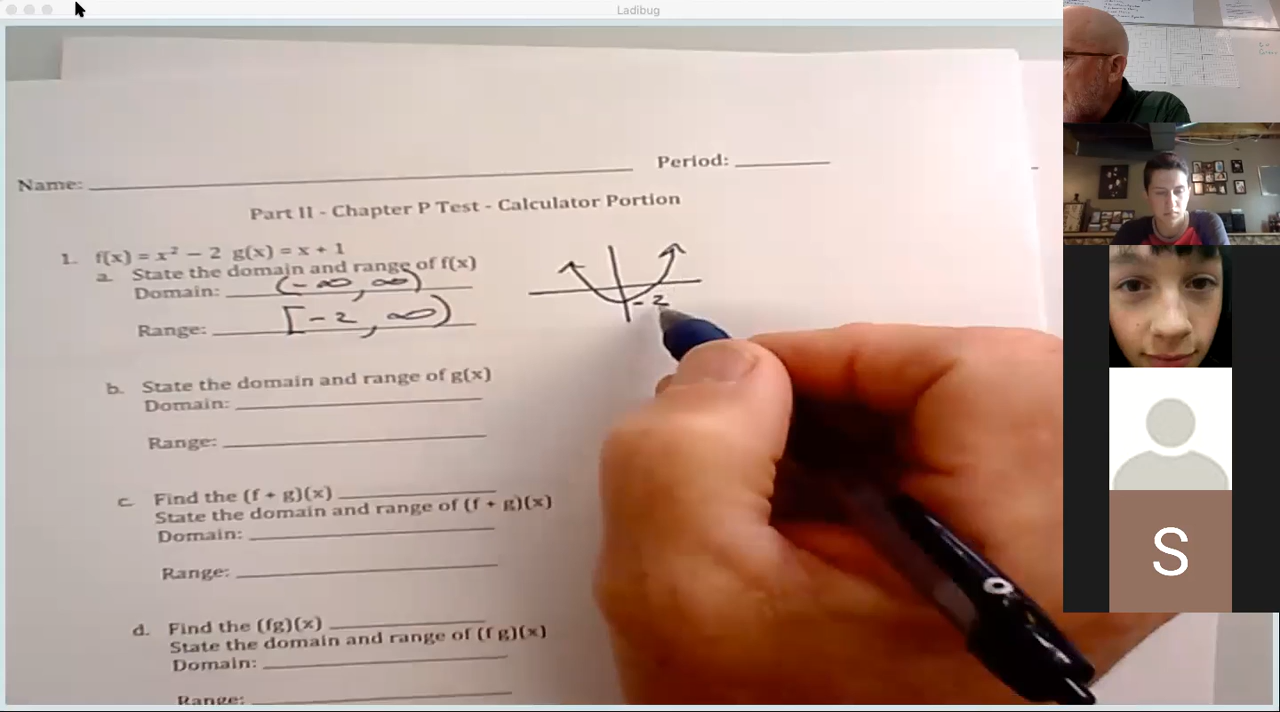 Ladibug
Name: Period:
Part II - Chapter P Test - Calculator Portion
1. f(x) = x² − 2 g(x) = x + 1
a. State the domain and range of f(x)
Domain: (-∞, ∞)
Range: [-2, ∞)
-2
b. State the domain and range of g(x)
Domain:
Range:
c. Find the (f + g)(x)
State the domain and range of (f + g)(x)
Domain:
Range:
d. Find the (fg)(x)
State the domain and range of (f g)(x)
Domain:
Range:
S